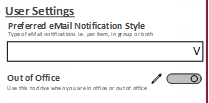 User Settings
Preferred eMail Notification Style
Type of eMail notifications i.e. per item, in group or both
V
Out of Office
Use this to drive when you are in office or out of office